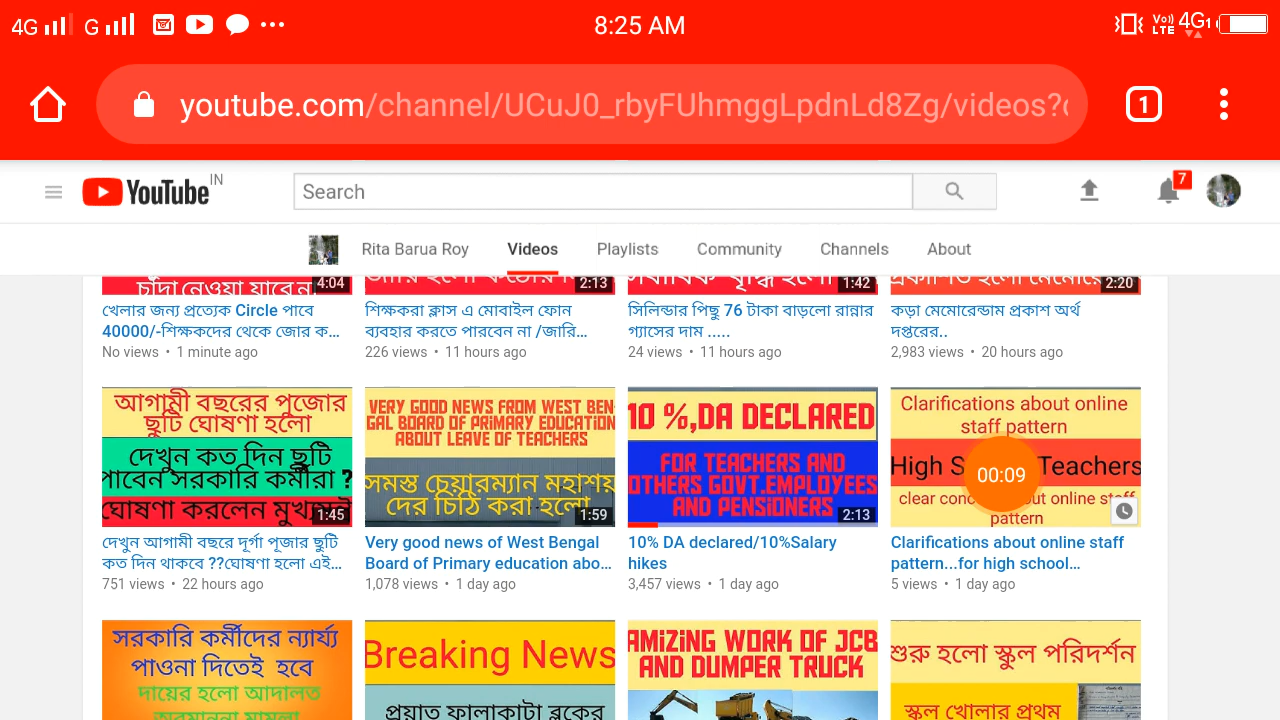 4G G 8:25 AM Vo)) LTE 4G 1
youtube.com/channel/UCuJ0_rbyFUhmggLpdnLd8Zg/videos?
1
YouTube IN
Search
7
Rita Barua Roy Videos Playlists Community Channels About
চাঁদা নেওয়া যাবে না
4:04 2:13 1:42 2:20
খেলার জন্য প্রত্যেক Circle পাবে
40000/-শিক্ষকদের থেকে জোর ক...
No views • 1 minute ago
শিক্ষকরা ক্লাস এ মোবাইল ফোন
ব্যবহার করতে পারবেন না /জারি...
226 views • 11 hours ago
সিলিন্ডার পিছু 76 টাকা বাড়লো রান্নার
গ্যাসের দাম .....
24 views • 11 hours ago
কড়া মেমোরেন্ডাম প্রকাশ অর্থ
দপ্তরের..
2,983 views • 20 hours ago
আগামী বছরের পুজোর
ছুটি ঘোষণা হলো
দেখুন কত দিন ছুটি
পাবেন সরকারি কর্মীরা ?
ঘোষণা করলেন
1:45
দেখুন আগামী বছরে দূর্গা পূজার ছুটি
কত দিন থাকবে ??ঘোষণা হলো এই...
751 views • 22 hours ago
VERY GOOD NEWS FROM WEST BEN
GAL BOARD OF PRIMARY EDUCATION
ABOUT LEAVE OF TEACHERS
সমস্ত চেয়ারম্যান মহাশয়
দের চিঠি করা হলো
1:59
Very good news of West Bengal
Board of Primary education abo...
1,078 views • 1 day ago
10 %,DA DECLARED
FOR TEACHERS AND
OTHERS GOVT.EMPLOYEES
AND PENSIONERS
2:13
10% DA declared/10%Salary
hikes
3,457 views • 1 day ago
Clarifications about online
staff pattern
High Teachers
00:09
clear about online staff
pattern
Clarifications about online staff
pattern...for high school...
5 views • 1 day ago
সরকারি কর্মীদের ন্যার্য্য
পাওনা দিতেই হবে
দায়ের হলো আদালত
অবমাননা মামলা
Breaking News
ফালাকাটা ব্লকের
AMIZING WORK OF JCB
AND DUMPER TRUCK
শুরু হলো স্কুল পরিদর্শন
স্কুল খোলার প্রথম